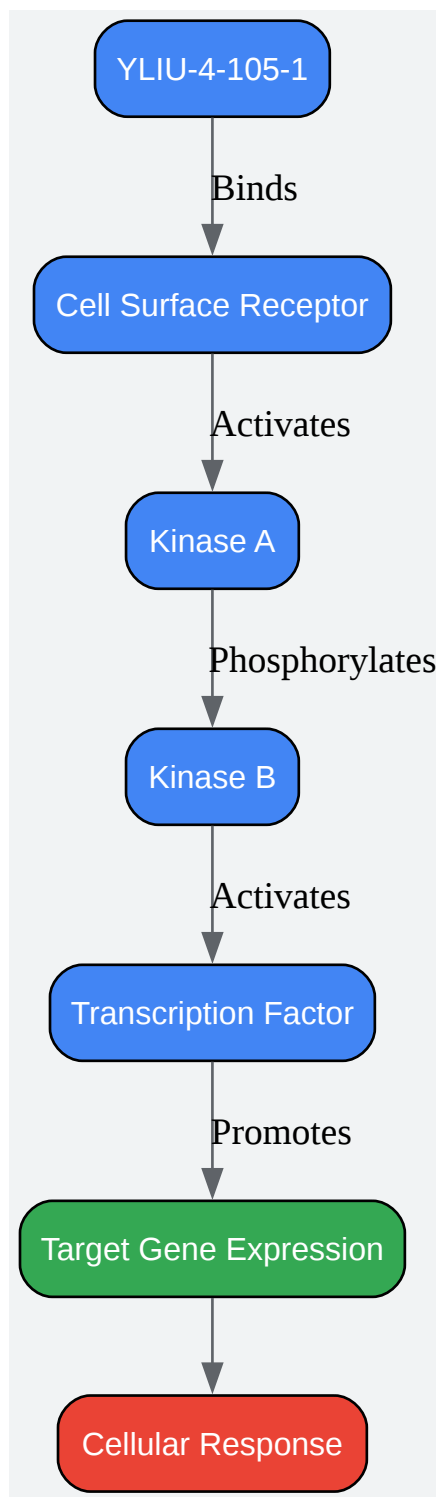 YLIU-4-105-1
Binds
Cell Surface Receptor
Activates
Kinase A
Phosphorylates
Kinase B
Activates
Transcription Factor
Promotes
Target Gene Expression
Cellular Response